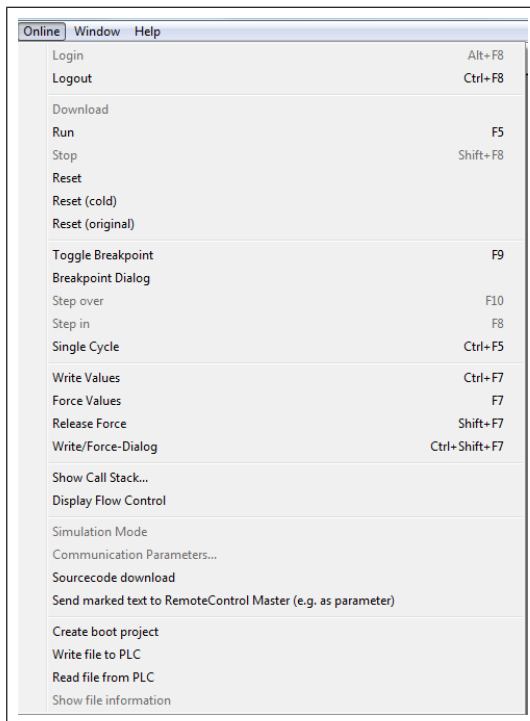 Online Window Help
Login Alt+F8
Logout Ctrl+F8
Download
Run F5
Stop Shift+F8
Reset
Reset (cold)
Reset (original)
Toggle Breakpoint F9
Breakpoint Dialog
Step over F10
Step in F8
Single Cycle Ctrl+F5
Write Values Ctrl+F7
Force Values F7
Release Force Shift+F7
Write/Force-Dialog Ctrl+Shift+F7
Show Call Stack...
Display Flow Control
Simulation Mode
Communication Parameters...
Sourcecode download
Send marked text to RemoteControl Master (e.g. as parameter)
Create boot project
Write file to PLC
Read file from PLC
Show file information